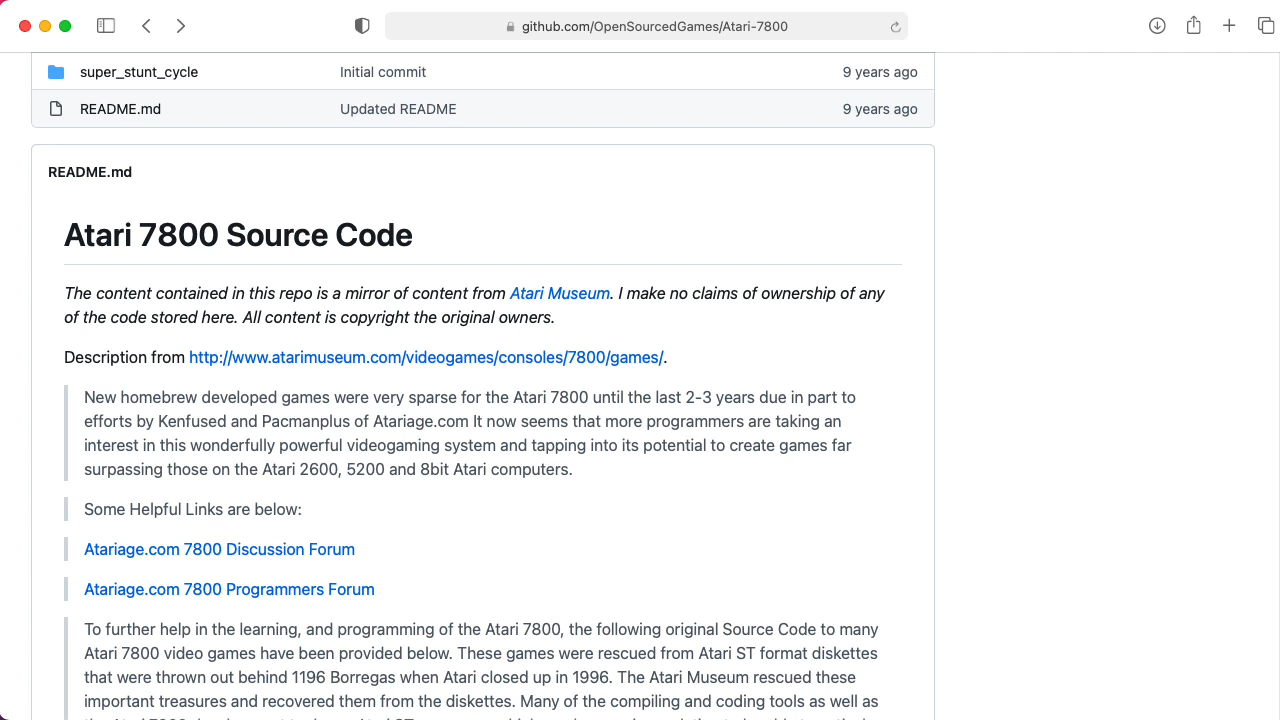 github.com/OpenSourcedGames/Atari-7800
super_stunt_cycle Initial commit 9 years ago
README.md Updated README 9 years ago
README.md
Atari 7800 Source Code
The content contained in this repo is a mirror of content from Atari Museum. I make no claims of ownership of any
of the code stored here. All content is copyright the original owners.
Description from http://www.atarimuseum.com/videogames/consoles/7800/games/.
New homebrew developed games were very sparse for the Atari 7800 until the last 2-3 years due in part to
efforts by Kenfused and Pacmanplus of Atariage.com It now seems that more programmers are taking an
interest in this wonderfully powerful videogaming system and tapping into its potential to create games far
surpassing those on the Atari 2600, 5200 and 8bit Atari computers.
Some Helpful Links are below:
Atariage.com 7800 Discussion Forum
Atariage.com 7800 Programmers Forum
To further help in the learning, and programming of the Atari 7800, the following original Source Code to many
Atari 7800 video games have been provided below. These games were rescued from Atari ST format diskettes
that were thrown out behind 1196 Borregas when Atari closed up in 1996. The Atari Museum rescued these
important treasures and recovered them from the diskettes. Many of the compiling and coding tools as well as